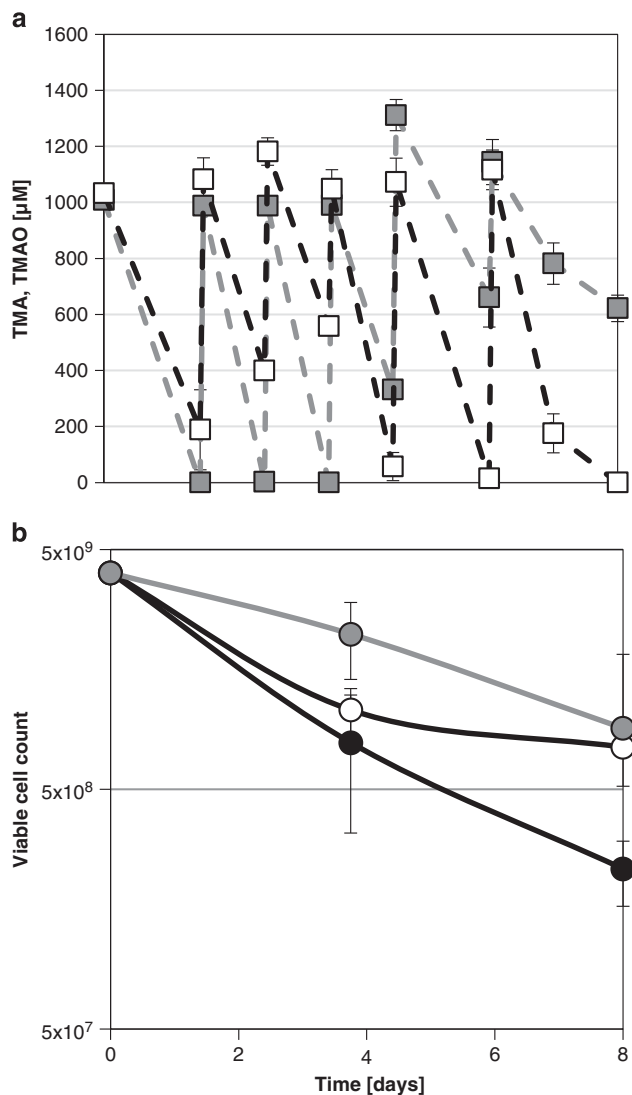 a
1600
1400
1200
1000
800
600
400
200
0
TMA, TMAO [µM]
b
5x10⁹
5x10⁸
5x10⁷
Viable cell count
0 2 4 6 8
Time [days]